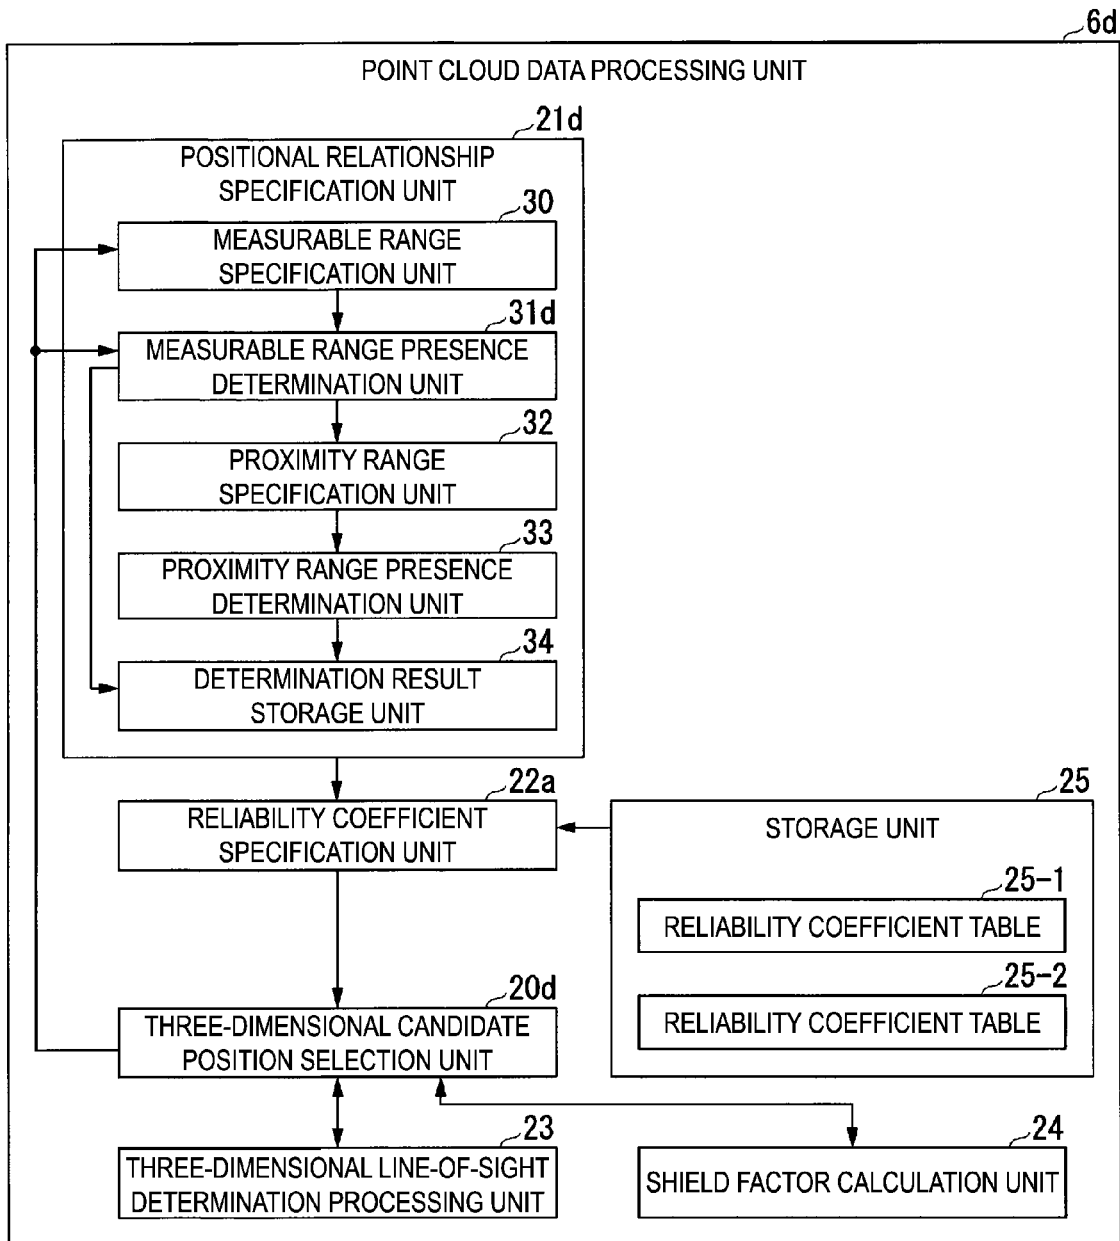 6d
POINT CLOUD DATA PROCESSING UNIT
21d
POSITIONAL RELATIONSHIP
SPECIFICATION UNIT
30
MEASURABLE RANGE
SPECIFICATION UNIT
31d
MEASURABLE RANGE PRESENCE
DETERMINATION UNIT
32
PROXIMITY RANGE
SPECIFICATION UNIT
33
PROXIMITY RANGE PRESENCE
DETERMINATION UNIT
34
DETERMINATION RESULT
STORAGE UNIT
22a
RELIABILITY COEFFICIENT
SPECIFICATION UNIT
25
STORAGE UNIT
25-1
RELIABILITY COEFFICIENT TABLE
25-2
RELIABILITY COEFFICIENT TABLE
20d
THREE-DIMENSIONAL CANDIDATE
POSITION SELECTION UNIT
23
THREE-DIMENSIONAL LINE-OF-SIGHT
DETERMINATION PROCESSING UNIT
24
SHIELD FACTOR CALCULATION UNIT